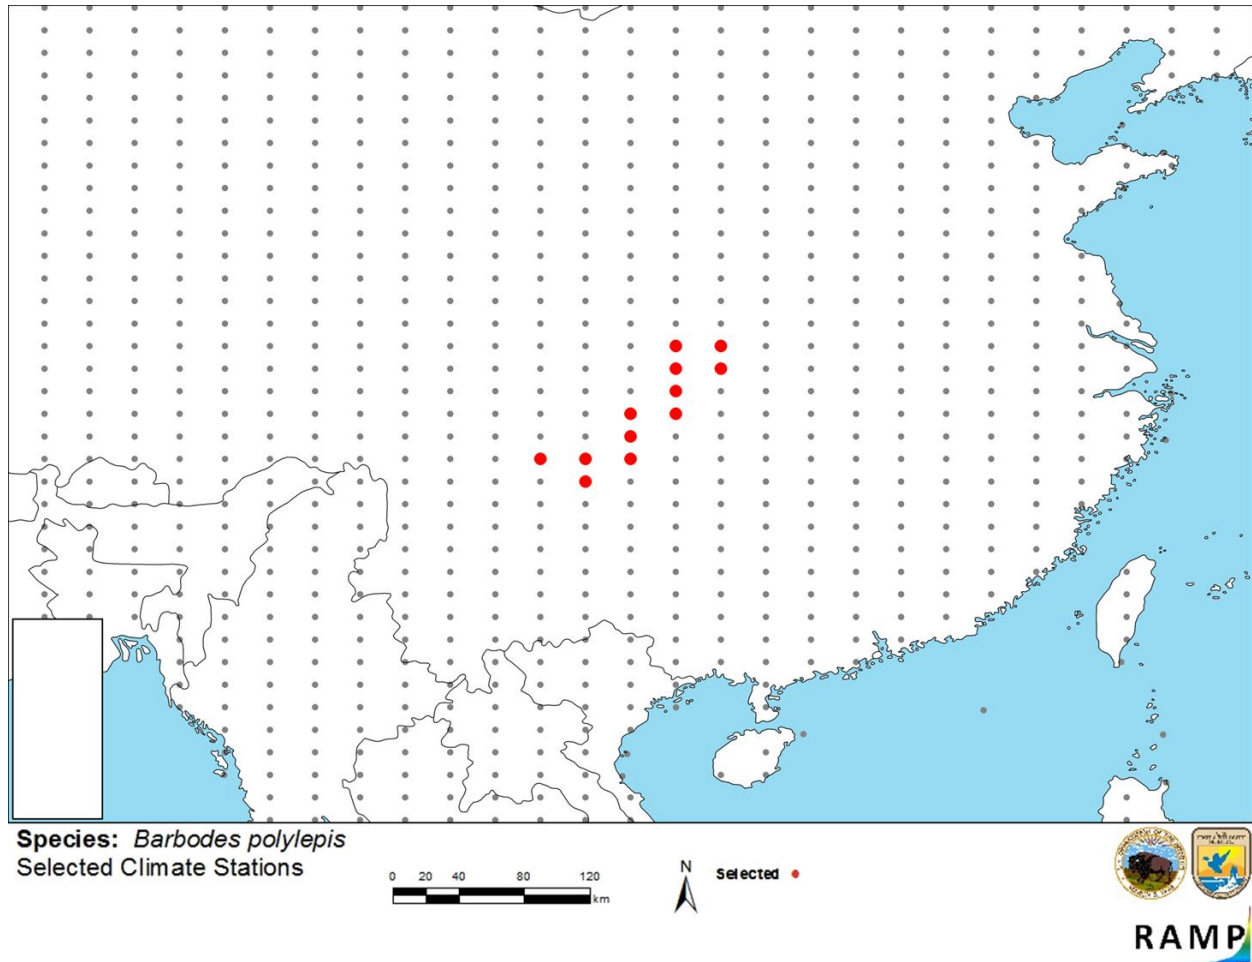 Species: Barbodes polylepis
Selected Climate Stations
0 20 40 80 120
km
N
Selected
RAMP